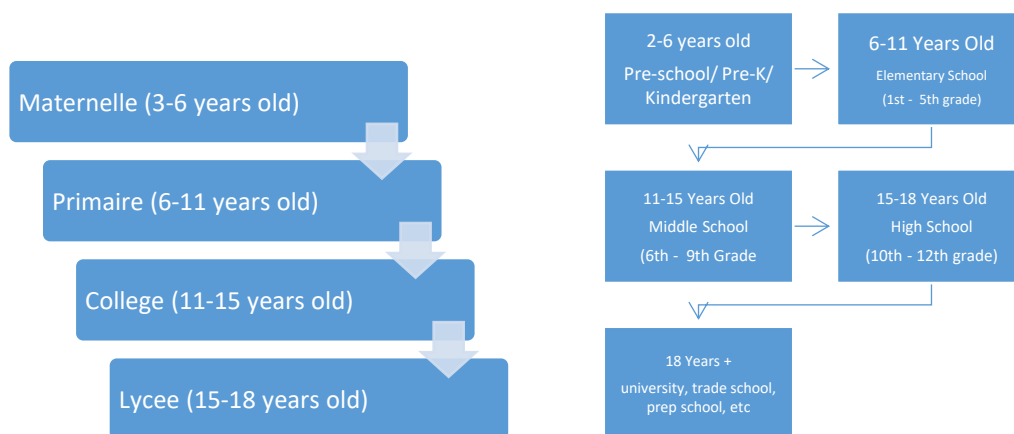 Maternelle (3-6 years old)
Primaire (6-11 years old)
College (11-15 years old)
Lycee (15-18 years old)
2-6 years old
Pre-school/ Pre-K/
Kindergarten
6-11 Years Old
Elementary School
(1st -  5th grade)
11-15 Years Old
Middle School
(6th -  9th Grade
15-18 Years Old
High School
(10th - 12th grade)
18 Years +
university, trade school,
prep school, etc